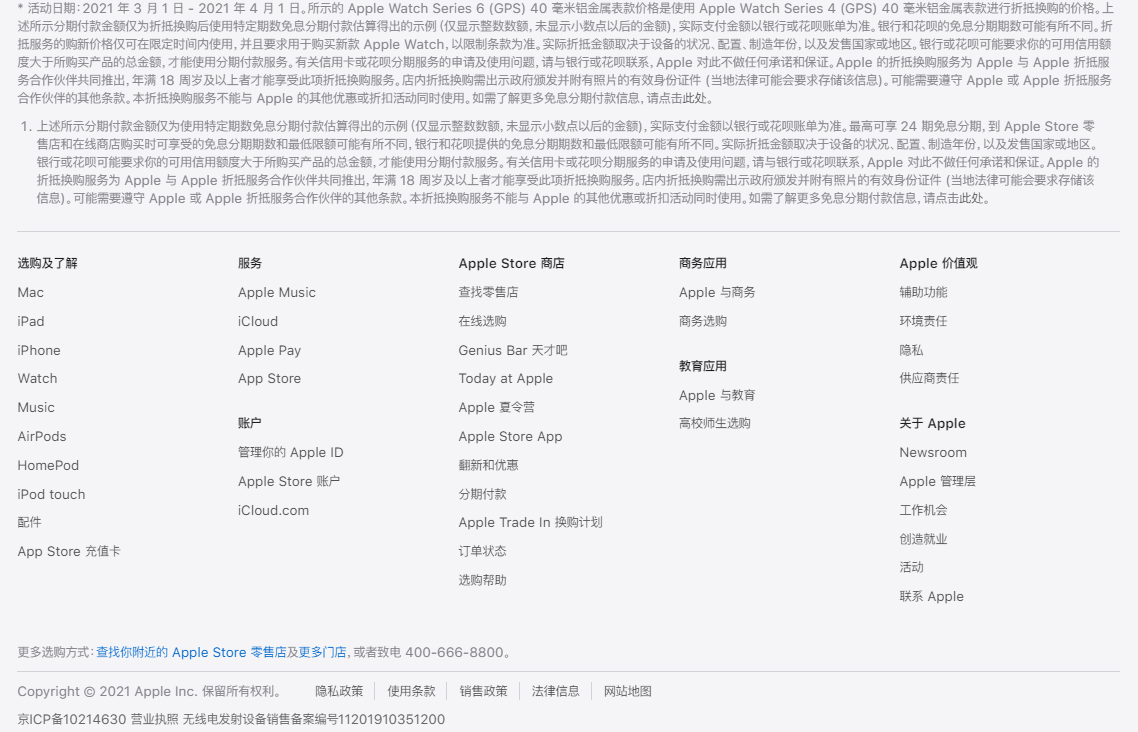 * 活动日期：2021 年 3 月 1 日 - 2021 年 4 月 1 日。所示的 Apple Watch Series 6 (GPS) 40 毫米铝金属表款价格是使用 Apple Watch Series 4 (GPS) 40 毫米铝金属表款进行折抵换购的价格。上
述所示分期付款金额仅为折抵换购后使用特定期数免息分期付款估算得出的示例 (仅显示整数数额，未显示小数点以后的金额)，实际支付金额以银行或花呗账单为准。银行和花呗的免息分期期数可能有所不同。折
抵服务的购新价格仅可在限定时间内使用，并且要求用于购买新款 Apple Watch，以限制条款为准。实际折抵金额取决于设备的状况、配置、制造年份，以及发售国家或地区。银行或花呗可能要求你的可用信用额
度大于所购买产品的总金额，才能使用分期付款服务。有关信用卡或花呗分期服务的申请及使用问题，请与银行或花呗联系，Apple 对此不做任何承诺和保证。Apple 的折抵换购服务为 Apple 与 Apple 折抵服
务合作伙伴共同推出，年满 18 周岁及以上者才能享受此项折抵换购服务。店内折抵换购需出示政府颁发并附有照片的有效身份证件 (当地法律可能会要求存储该信息)。可能需要遵守 Apple 或 Apple 折抵服务
合作伙伴的其他条款。本折抵换购服务不能与 Apple 的其他优惠或折扣活动同时使用。如需了解更多免息分期付款信息，请点击此处。
1. 上述所示分期付款金额仅为使用特定期数免息分期付款估算得出的示例 (仅显示整数数额，未显示小数点以后的金额)，实际支付金额以银行或花呗账单为准。最高可享 24 期免息分期，到 Apple Store 零
售店和在线商店购买时可享受的免息分期期数和最低限额可能有所不同，银行和花呗提供的免息分期期数和最低限额可能有所不同。实际折抵金额取决于设备的状况、配置、制造年份，以及发售国家或地区。
银行或花呗可能要求你的可用信用额度大于所购买产品的总金额，才能使用分期付款服务。有关信用卡或花呗分期服务的申请及使用问题，请与银行或花呗联系，Apple 对此不做任何承诺和保证。Apple 的
折抵换购服务为 Apple 与 Apple 折抵服务合作伙伴共同推出，年满 18 周岁及以上者才能享受此项折抵换购服务。店内折抵换购需出示政府颁发并附有照片的有效身份证件 (当地法律可能会要求存储该
信息)。可能需要遵守 Apple 或 Apple 折抵服务合作伙伴的其他条款。本折抵换购服务不能与 Apple 的其他优惠或折扣活动同时使用。如需了解更多免息分期付款信息，请点击此处。
选购及了解
Mac
iPad
iPhone
Watch
Music
AirPods
HomePod
iPod touch
配件
App Store 充值卡
服务
Apple Music
iCloud
Apple Pay
App Store
账户
管理你的 Apple ID
Apple Store 账户
iCloud.com
Apple Store 商店
查找零售店
在线选购
Genius Bar 天才吧
Today at Apple
Apple 夏令营
Apple Store App
翻新和优惠
分期付款
Apple Trade In 换购计划
订单状态
选购帮助
商务应用
Apple 与商务
商务选购
教育应用
Apple 与教育
高校师生选购
Apple 价值观
辅助功能
环境责任
隐私
供应商责任
关于 Apple
Newsroom
Apple 管理层
工作机会
创造就业
活动
联系 Apple
更多选购方式：查找你附近的 Apple Store 零售店及更多门店，或者致电 400-666-8800。
Copyright © 2021 Apple Inc. 保留所有权利。 隐私政策 使用条款 销售政策 法律信息 网站地图
京ICP备10214630 营业执照 无线电发射设备销售备案编号11201910351200